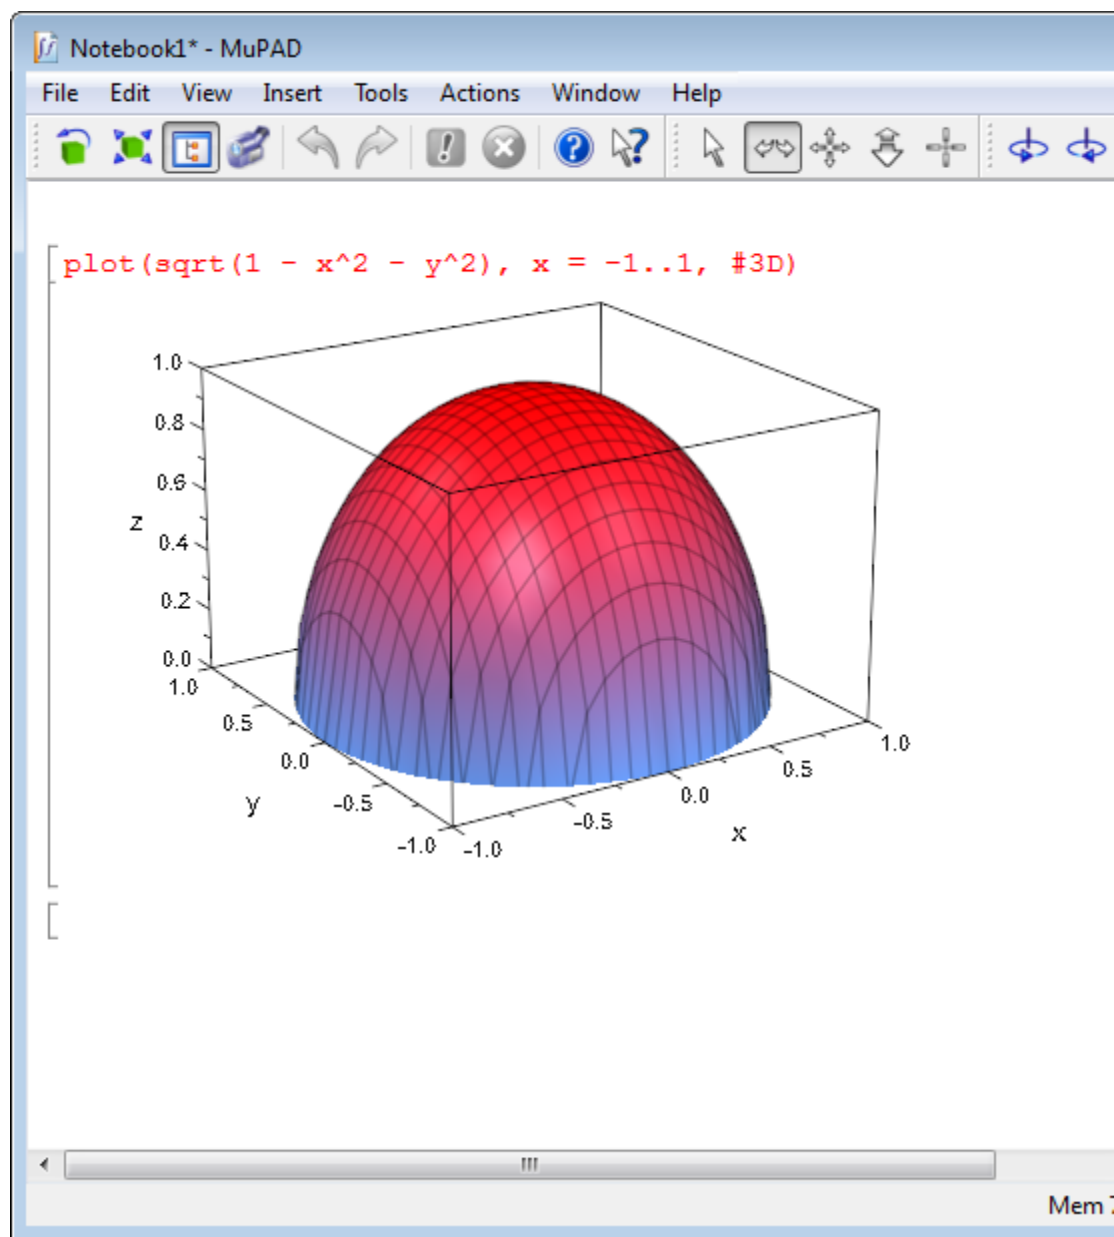 Notebook1* - MuPAD
File Edit View Insert Tools Actions Window Help
plot(sqrt(1 - x^2 - y^2), x = -1..1, #3D)
1.0
0.8
0.6
z
0.4
0.2
0.0
1.0
0.5
0.0
y
-0.5
-1.0
-1.0
-0.5
0.0
x
0.5
1.0
Mem 7